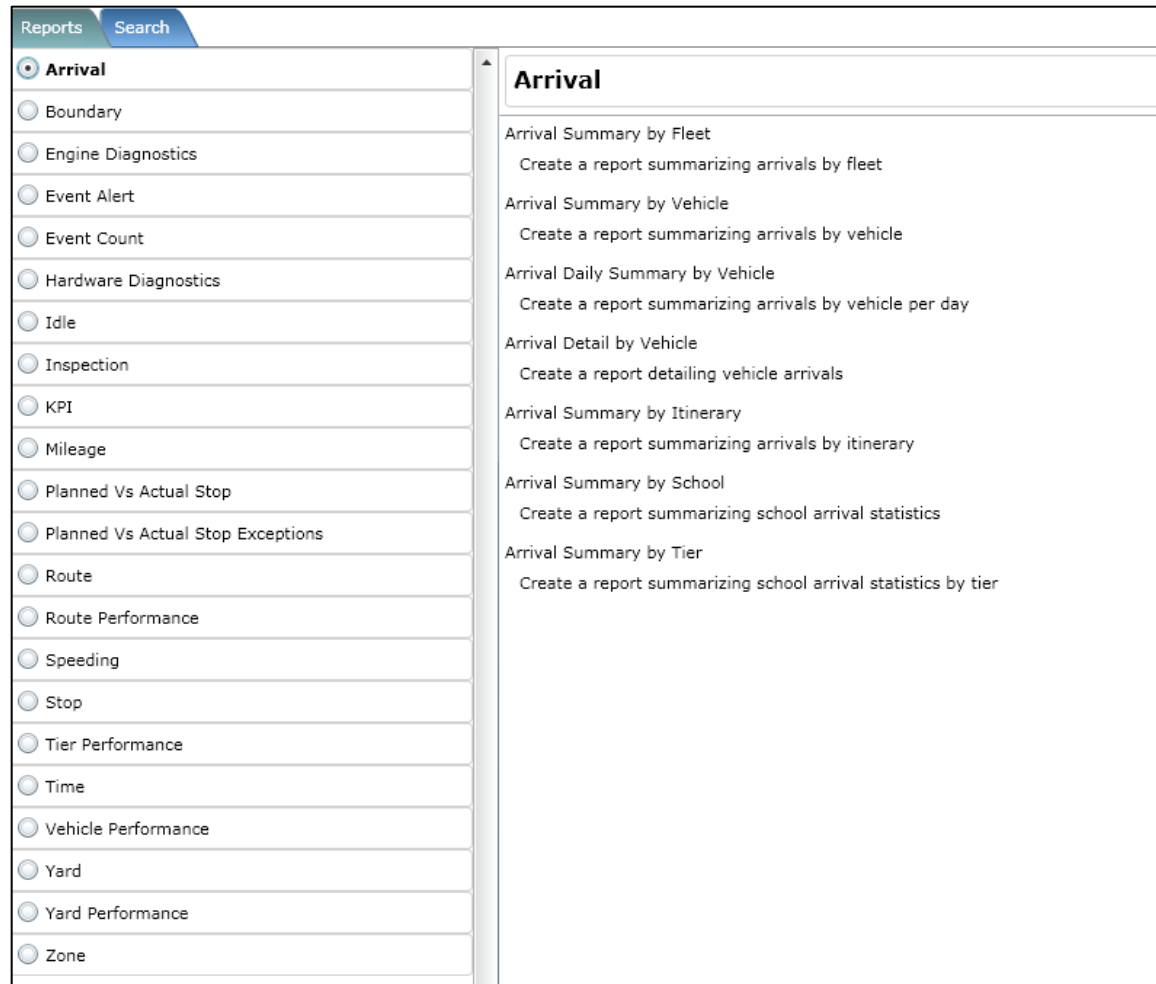 Reports
Search
Arrival
Boundary
Engine Diagnostics
Event Alert
Event Count
Hardware Diagnostics
Idle
Inspection
KPI
Mileage
Planned Vs Actual Stop
Planned Vs Actual Stop Exceptions
Route
Route Performance
Speeding
Stop
Tier Performance
Time
Vehicle Performance
Yard
Yard Performance
Zone
Arrival
Arrival Summary by Fleet
Create a report summarizing arrivals by fleet
Arrival Summary by Vehicle
Create a report summarizing arrivals by vehicle
Arrival Daily Summary by Vehicle
Create a report summarizing arrivals by vehicle per day
Arrival Detail by Vehicle
Create a report detailing vehicle arrivals
Arrival Summary by Itinerary
Create a report summarizing arrivals by itinerary
Arrival Summary by School
Create a report summarizing school arrival statistics
Arrival Summary by Tier
Create a report summarizing school arrival statistics by tier